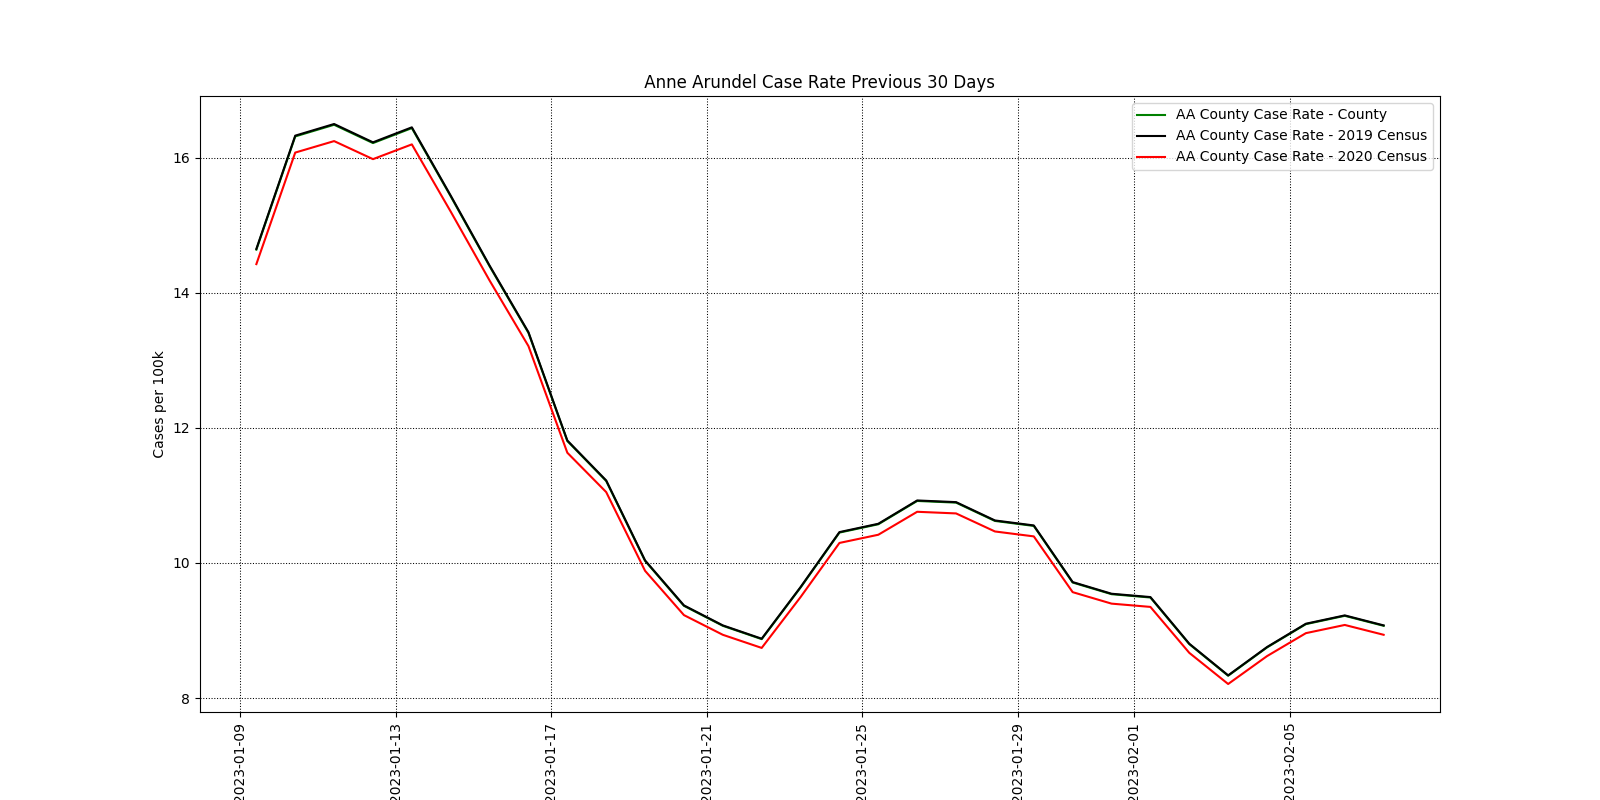 Anne Arundel Case Rate Previous 30 Days
AA County Case Rate - County
AA County Case Rate - 2019 Census
AA County Case Rate - 2020 Census
Cases per 100k
16
14
12
10
8
2023-01-09
2023-01-13
2023-01-17
2023-01-21
2023-01-25
2023-01-29
2023-02-01
2023-02-05